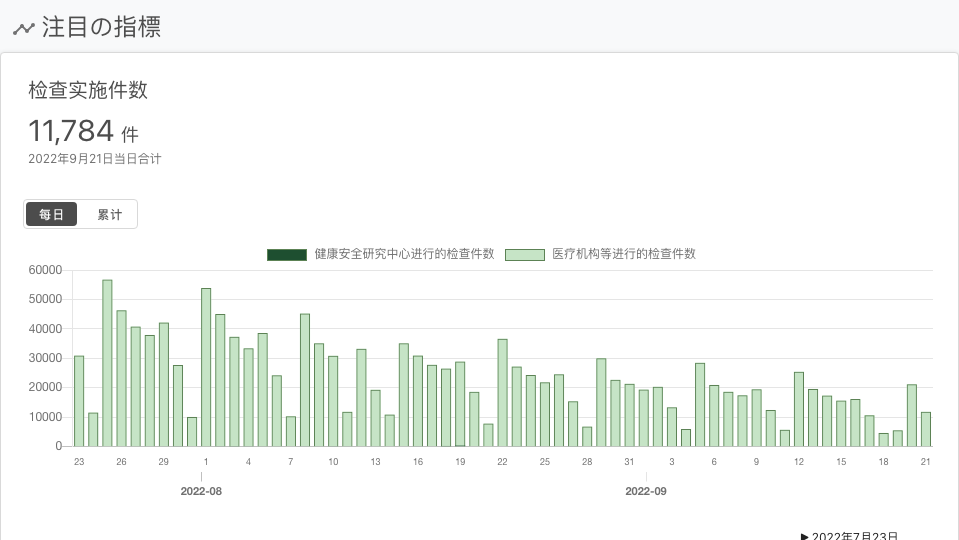 注目の指標
检查实施件数
11,784 件
2022年9月21日当日合计
每日 累计
健康安全研究中心进行的检查件数 医疗机构等进行的检查件数
60000
50000
40000
30000
20000
10000
0
23 26 29 1 4 7 10 13 16 19 22 25 28 31 3 6 9 12 15 18 21
2022-08 2022-09
▶ 2022年7月23日